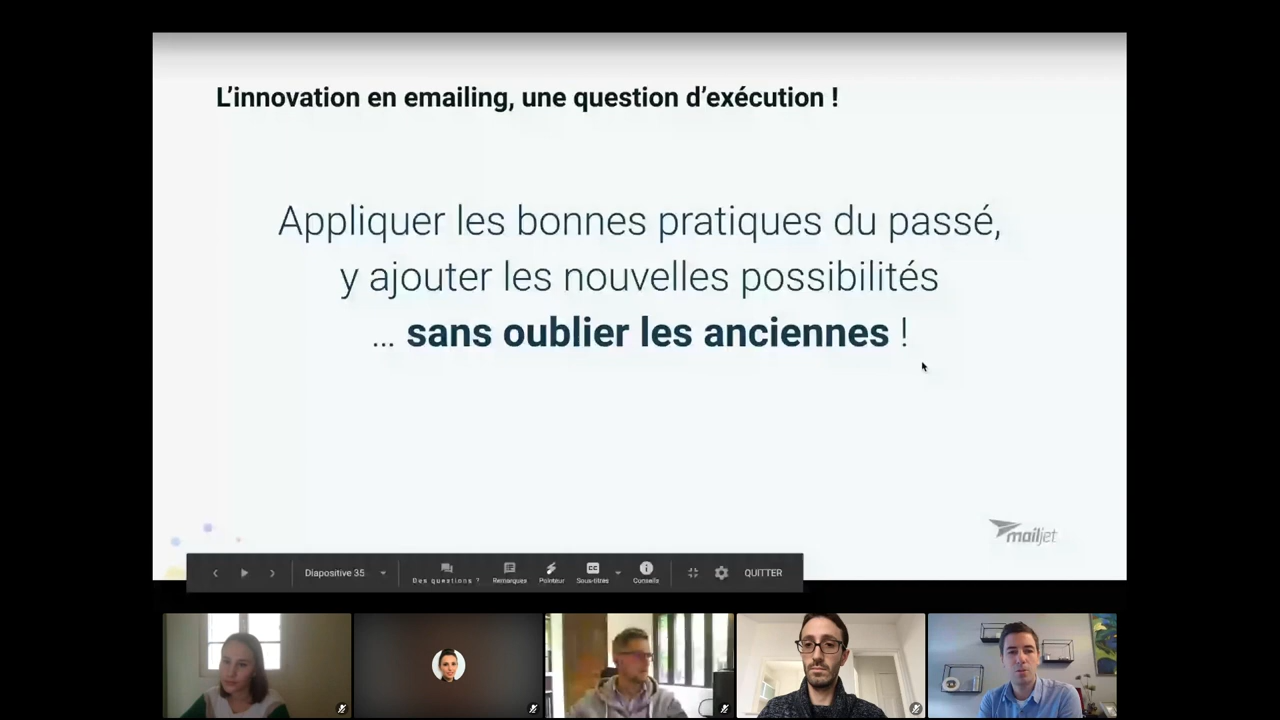 L’innovation en emailing, une question d’exécution !
Appliquer les bonnes pratiques du passé,
y ajouter les nouvelles possibilités
... sans oublier les anciennes !
mailjet
Diapositive 35
Des questions ?
Remarques
Pointeur
CC
Sous-titres
Conseils
QUITTER